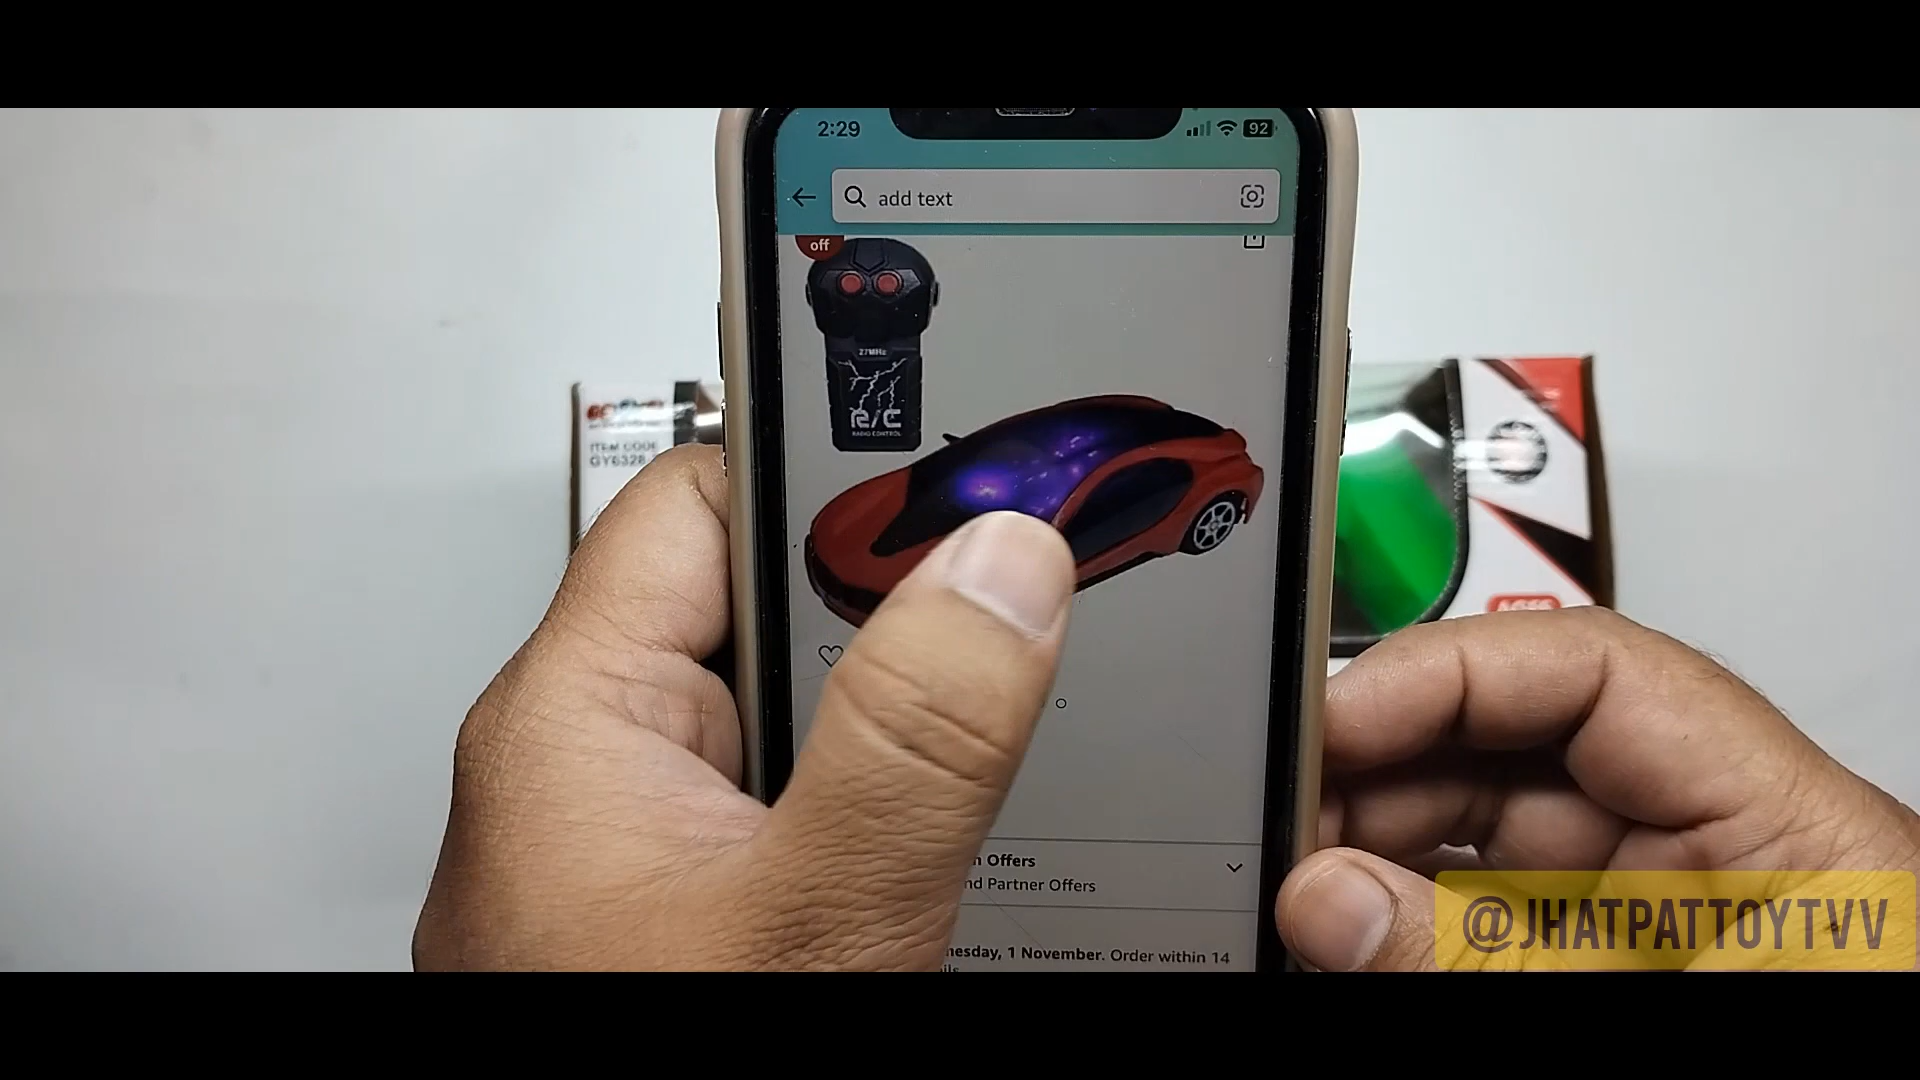 2:29
92
add text
off
27MHz
R/C
RADIO CONTROL
ITEM CODE
GY6328-
n Offers
nd Partner Offers
nesday, 1 November. Order within 14
ils
@JHATPATTOYTVV